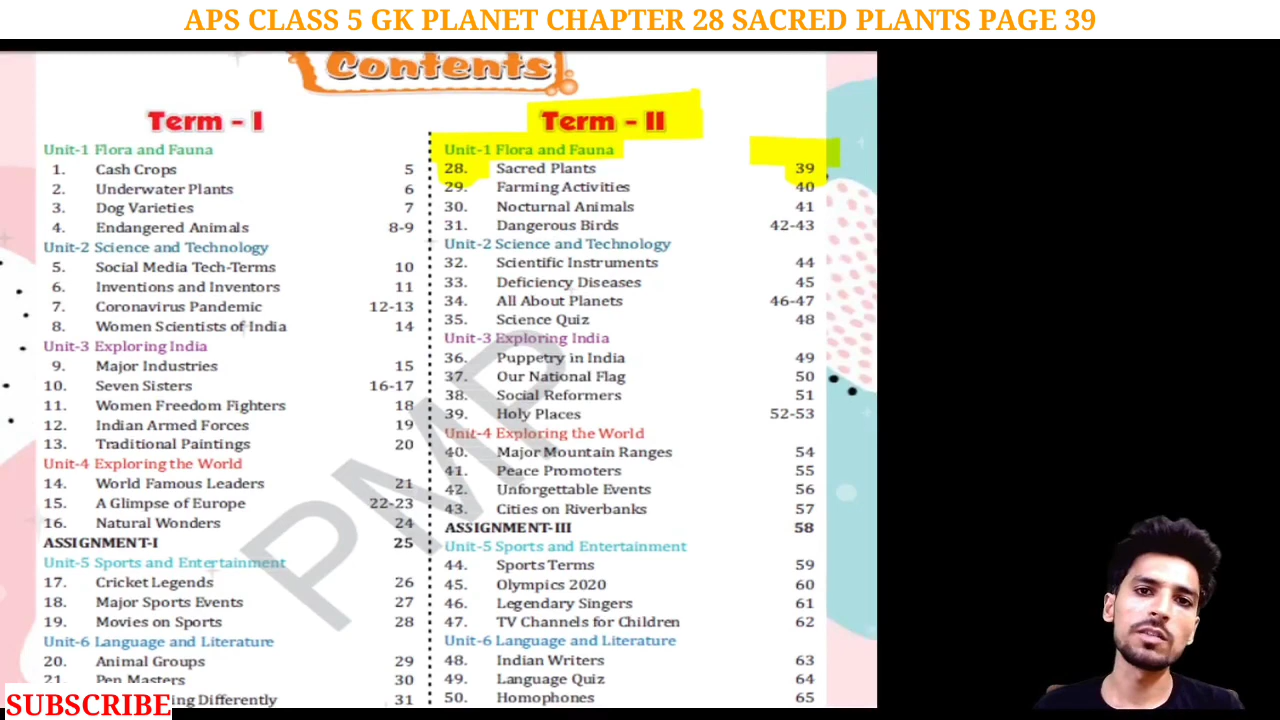 APS CLASS 5 GK PLANET CHAPTER 28 SACRED PLANTS PAGE 39
Contents
Term - I
Unit-1 Flora and Fauna
1. Cash Crops 5
2. Underwater Plants 6
3. Dog Varieties 7
4. Endangered Animals 8-9
Unit-2 Science and Technology
5. Social Media Tech-Terms 10
6. Inventions and Inventors 11
7. Coronavirus Pandemic 12-13
8. Women Scientists of India 14
Unit-3 Exploring India
9. Major Industries 15
10. Seven Sisters 16-17
11. Women Freedom Fighters 18
12. Indian Armed Forces 19
13. Traditional Paintings 20
Unit-4 Exploring the World
14. World Famous Leaders 21
15. A Glimpse of Europe 22-23
16. Natural Wonders 24
ASSIGNMENT-I 25
Unit-5 Sports and Entertainment
17. Cricket Legends 26
18. Major Sports Events 27
19. Movies on Sports 28
Unit-6 Language and Literature
20. Animal Groups 29
21. Pen Masters 30
ing Differently 31
Term - II
Unit-1 Flora and Fauna
28. Sacred Plants 39
29. Farming Activities 40
30. Nocturnal Animals 41
31. Dangerous Birds 42-43
Unit-2 Science and Technology
32. Scientific Instruments 44
33. Deficiency Diseases 45
34. All About Planets 46-47
35. Science Quiz 48
Unit-3 Exploring India
36. Puppetry in India 49
37. Our National Flag 50
38. Social Reformers 51
39. Holy Places 52-53
Unit-4 Exploring the World
40. Major Mountain Ranges 54
41. Peace Promoters 55
42. Unforgettable Events 56
43. Cities on Riverbanks 57
ASSIGNMENT-III 58
Unit-5 Sports and Entertainment
44. Sports Terms 59
45. Olympics 2020 60
46. Legendary Singers 61
47. TV Channels for Children 62
Unit-6 Language and Literature
48. Indian Writers 63
49. Language Quiz 64
50. Homophones 65
PMP
SUBSCRIBE